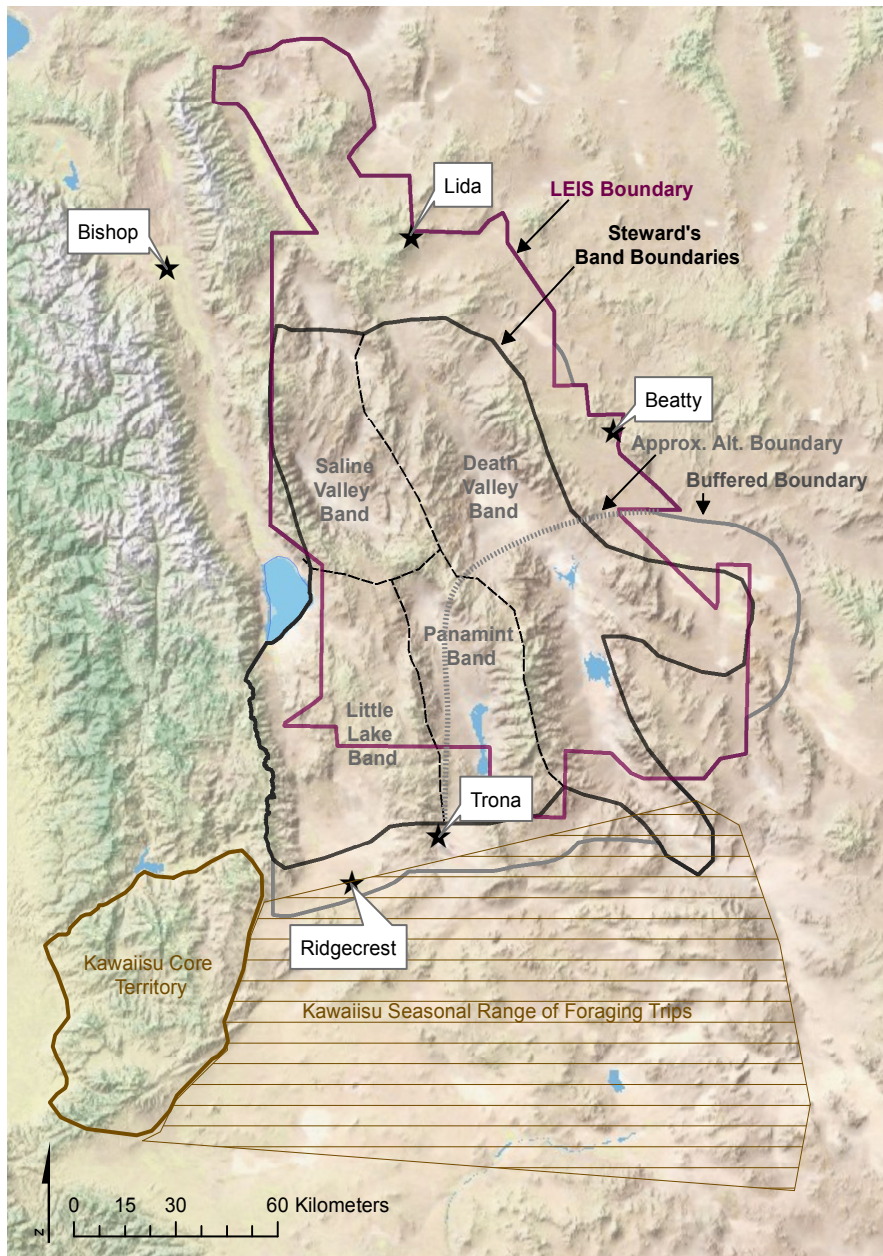 Lida
LEIS Boundary
Bishop
Steward's
Band Boundaries
Beatty
Approx. Alt. Boundary
Saline
Valley
Band
Death
Valley
Band
Buffered Boundary
Panamint
Band
Little
Lake
Band
Trona
Ridgecrest
Kawaiisu Core
Territory
Kawaiisu Seasonal Range of Foraging Trips
N
0 15 30 60 Kilometers